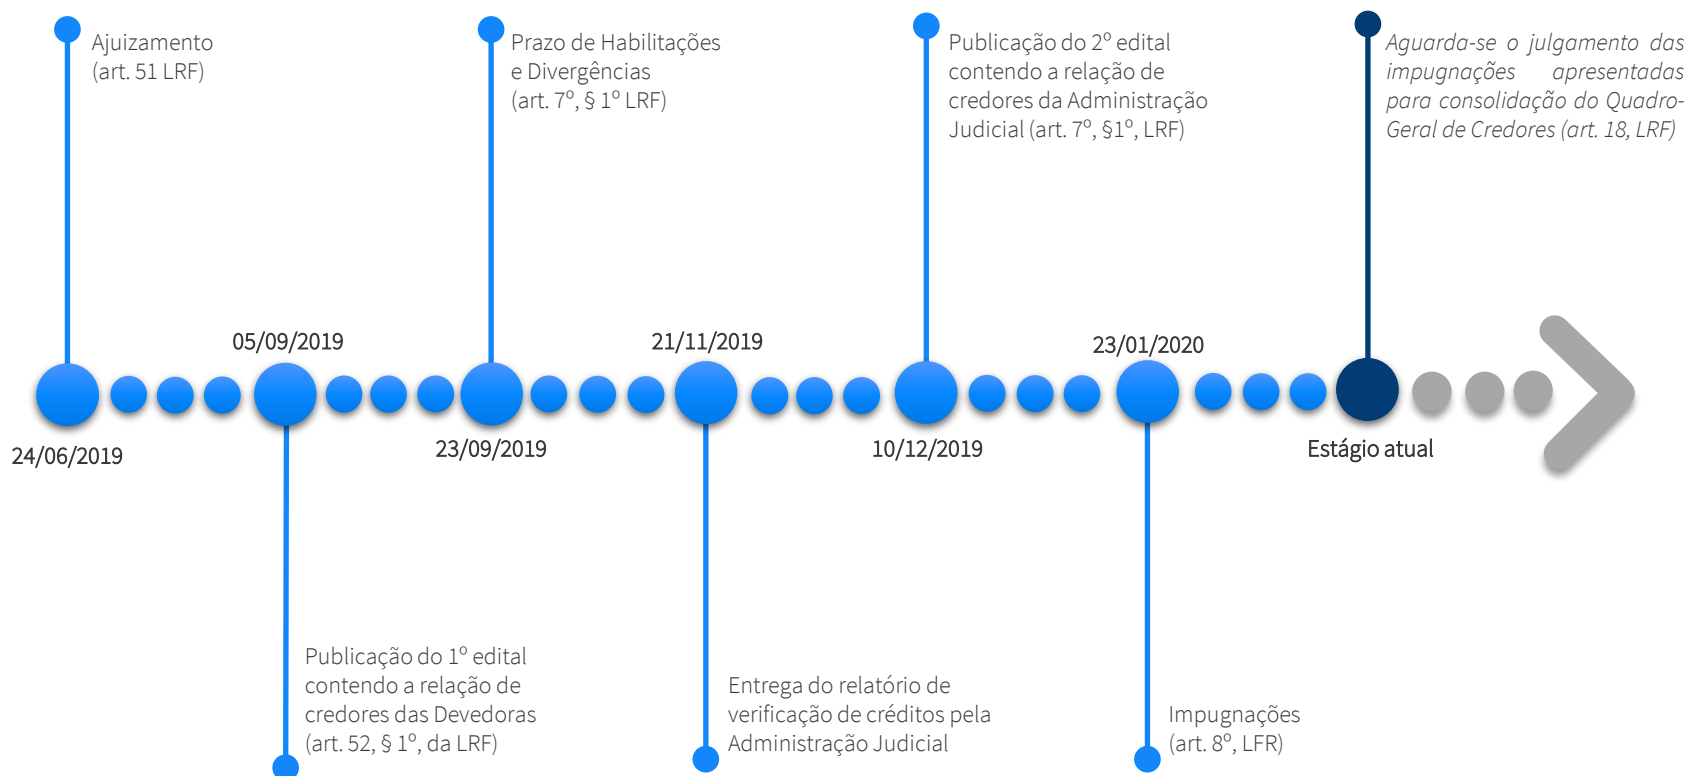 Ajuizamento
(art. 51 LRF)
Prazo de Habilitações
e Divergências
(art. 7º, § 1º LRF)
Publicação do 2º edital
contendo a relação de
credores da Administração
Judicial (art. 7º, §1º, LRF)
Aguarda-se o julgamento das
impugnações apresentadas
para consolidação do Quadro-
Geral de Credores (art. 18, LRF)
05/09/2019
21/11/2019
23/01/2020
24/06/2019
23/09/2019
10/12/2019
Estágio atual
Publicação do 1º edital
contendo a relação de
credores das Devedoras
(art. 52, § 1º, da LRF)
Entrega do relatório de
verificação de créditos pela
Administração Judicial
Impugnações
(art. 8º, LFR)